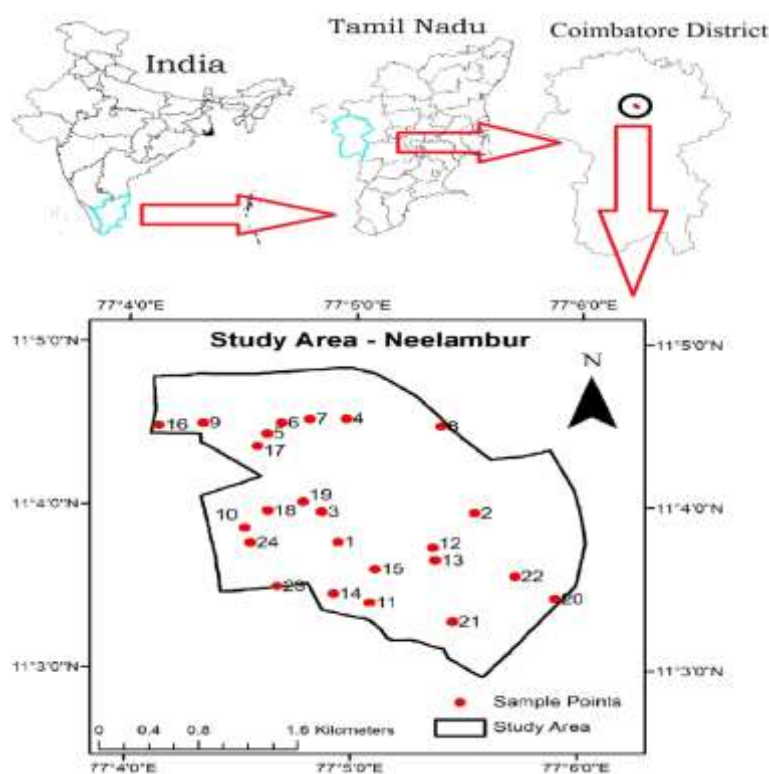 India
Tamil Nadu
Coimbatore District
77°4'0"E 77°5'0"E 77°6'0"E
11°5'0"N 11°5'0"N
Study Area - Neelambur
N
16 9 5 6 7 4 8
17
11°4'0"N 11°4'0"N
10 18 19 3 2
24 1 12
13
15 22
23 14 11 20
21
11°3'0"N 11°3'0"N
Sample Points
Study Area
0 0.4 0.8 1.6 Kilometers
77°4'0"E 77°5'0"E 77°6'0"E